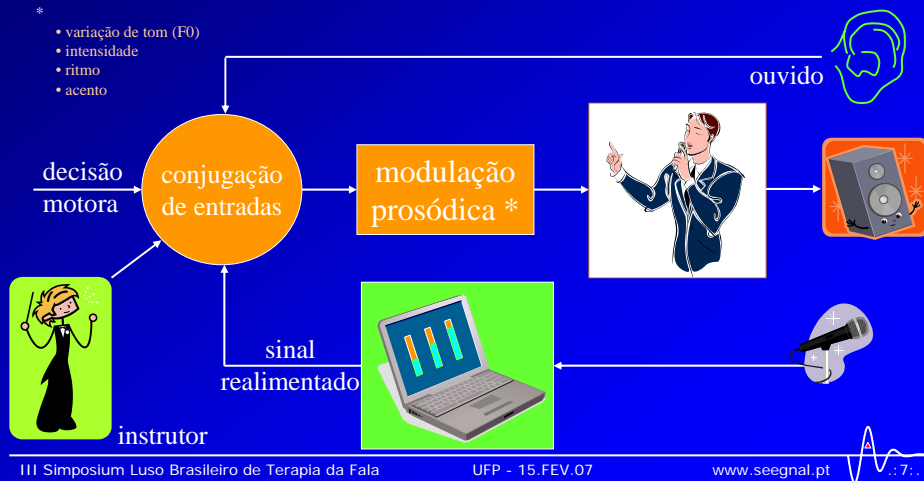 *
• variação de tom (F0)
• intensidade
• ritmo
• acento
ouvido
decisão
motora
conjugação
de entradas
modulação
prosódica *
sinal
realimentado
instrutor
III Simposium Luso Brasileiro de Terapia da Fala UFP - 15.FEV.07 www.seegnal.pt .:7:.